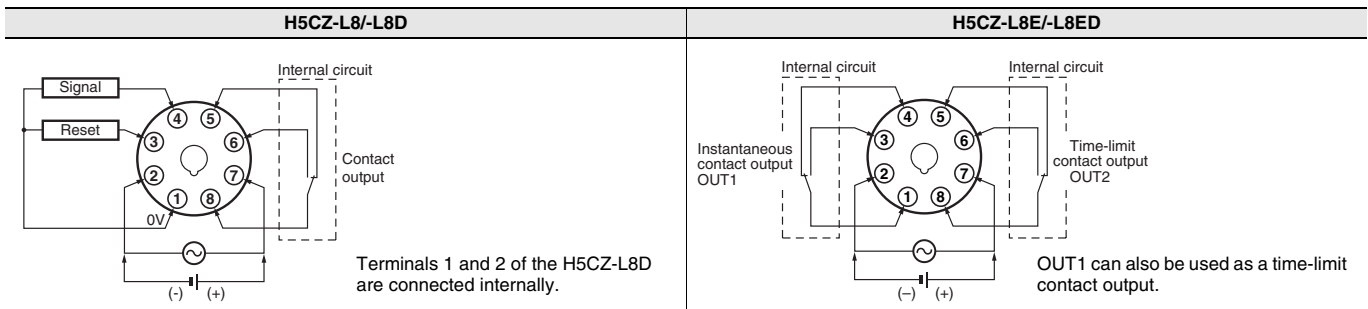 H5CZ-L8/-L8D
Internal circuit
Signal
Reset
4
5
3
6
2
7
1
8
0V
Contact
output
(-)
(+)
Terminals 1 and 2 of the H5CZ-L8D
are connected internally.
H5CZ-L8E/-L8ED
Internal circuit
Internal circuit
4
5
3
6
2
7
1
8
Instantaneous
contact output
OUT1
Time-limit
contact output
OUT2
(–)
(+)
OUT1 can also be used as a time-limit
contact output.